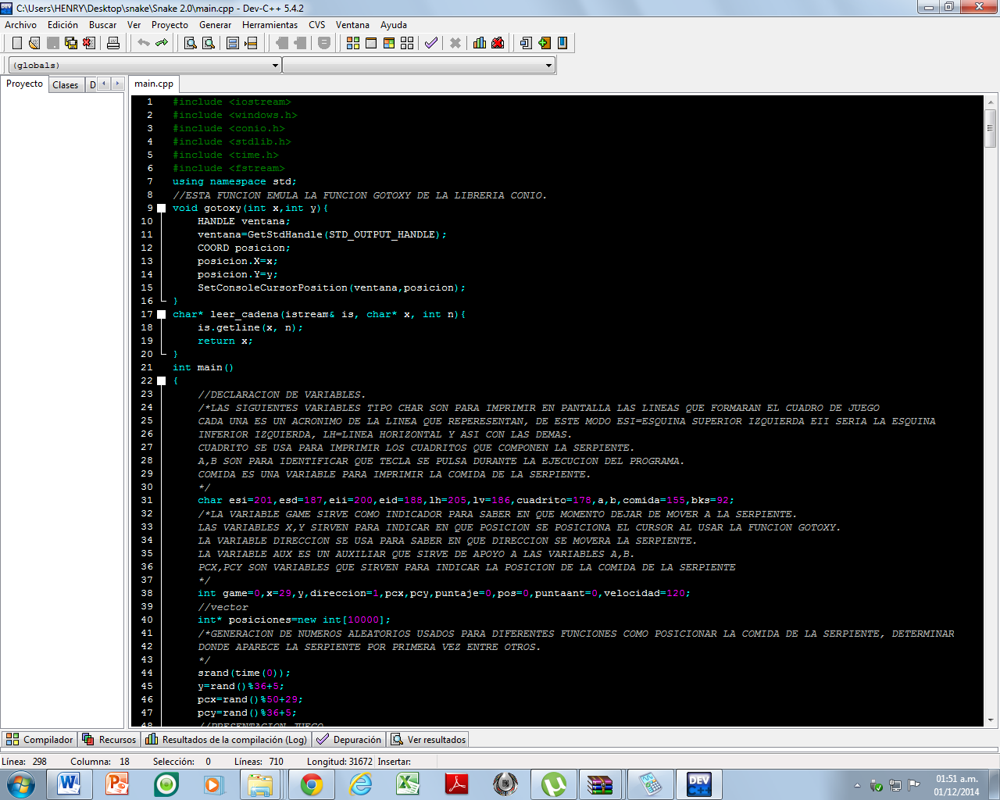 C:\Users\HENRY\Desktop\snake\Snake 2.0\main.cpp - Dev-C++ 5.4.2
Archivo Edición Buscar Ver Proyecto Generar Herramientas CVS Ventana Ayuda
(globals)
Proyecto Clases D main.cpp
1 #include <iostream>
2 #include <windows.h>
3 #include <conio.h>
4 #include <stdlib.h>
5 #include <time.h>
6 #include <fstream>
7 using namespace std;
8 //ESTA FUNCION EMULA LA FUNCION GOTOXY DE LA LIBRERIA CONIO.
9 void gotoxy(int x,int y){
10 HANDLE ventana;
11 ventana=GetStdHandle(STD_OUTPUT_HANDLE);
12 COORD posicion;
13 posicion.X=x;
14 posicion.Y=y;
15 SetConsoleCursorPosition(ventana,posicion);
16 }
17 char* leer_cadena(istream& is, char* x, int n){
18 is.getline(x, n);
19 return x;
20 }
21 int main()
22 {
23 //DECLARACION DE VARIABLES.
24 /*LAS SIGUIENTES VARIABLES TIPO CHAR SON PARA IMPRIMIR EN PANTALLA LAS LINEAS QUE FORMARAN EL CUADRO DE JUEGO
25 CADA UNA ES UN ACRONIMO DE LA LINEA QUE REPERESENTAN, DE ESTE MODO ESI=ESQUINA SUPERIOR IZQUIERDA EII SERIA LA ESQUINA
26 INFERIOR IZQUIERDA, LH=LINEA HORIZONTAL Y ASI CON LAS DEMAS.
27 CUADRITO SE USA PARA IMPRIMIR LOS CUADRITOS QUE COMPONEN LA SERPIENTE.
28 A,B SON PARA IDENTIFICAR QUE TECLA SE PULSA DURANTE LA EJECUCION DEL PROGRAMA.
29 COMIDA ES UNA VARIABLE PARA IMPRIMIR LA COMIDA DE LA SERPIENTE.
30 */
31 char esi=201,esd=187,eii=200,eid=188,lh=205,lv=186,cuadrito=178,a,b,comida=155,bks=92;
32 /*LA VARIABLE GAME SIRVE COMO INDICADOR PARA SABER EN QUE MOMENTO DEJAR DE MOVER A LA SERPIENTE.
33 LAS VARIABLES X,Y SIRVEN PARA INDICAR EN QUE POSICION SE POSICIONA EL CURSOR AL USAR LA FUNCION GOTOXY.
34 LA VARIABLE DIRECCION SE USA PARA SABER EN QUE DIRECCION SE MOVERA LA SERPIENTE.
35 LA VARIABLE AUX ES UN AUXILIAR QUE SIRVE DE APOYO A LAS VARIABLES A,B.
36 PCX,PCY SON VARIABLES QUE SIRVEN PARA INDICAR LA POSICION DE LA COMIDA DE LA SERPIENTE
37 */
38 int game=0,x=29,y,direccion=1,pcx,pcy,puntaje=0,pos=0,puntaant=0,velocidad=120;
39 //vector
40 int* posiciones=new int[10000];
41 /*GENERACION DE NUMEROS ALEATORIOS USADOS PARA DIFERENTES FUNCIONES COMO POSICIONAR LA COMIDA DE LA SERPIENTE, DETERMINAR
42 DONDE APARECE LA SERPIENTE POR PRIMERA VEZ ENTRE OTROS.
43 */
44 srand(time(0));
45 y=rand()%36+5;
46 pcx=rand()%50+29;
47 pcy=rand()%36+5;
48 //PRESENTACION JUEGO
Compilador Recursos Resultados de la compilación (Log) Depuración Ver resultados
Línea: 298 Columna: 18 Selección: 0 Líneas: 710 Longitud: 31672 Insertar:
DEV C++ 01:51 a.m.
01/12/2014